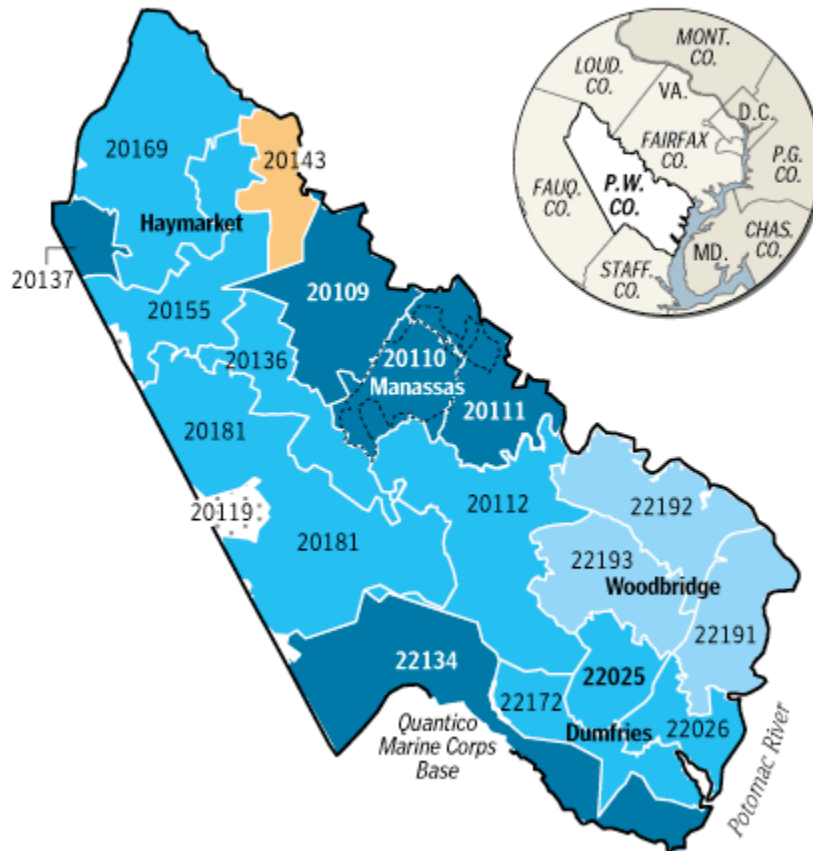 MONT.
CO.
LOUD.
CO.
VA.
D.C.
FAIRFAX
CO.
P.G.
CO.
FAUQ.
CO.
P.W.
CO.
CHAS.
CO.
MD.
STAFF.
CO.
20169
20143
Haymarket
20137
20109
20155
20136
20110
Manassas
20111
20181
20119
20112
22192
20181
22193
Woodbridge
22191
22134
22025
22172
Dumfries
22026
Quantico
Marine Corps
Base
Potomac River